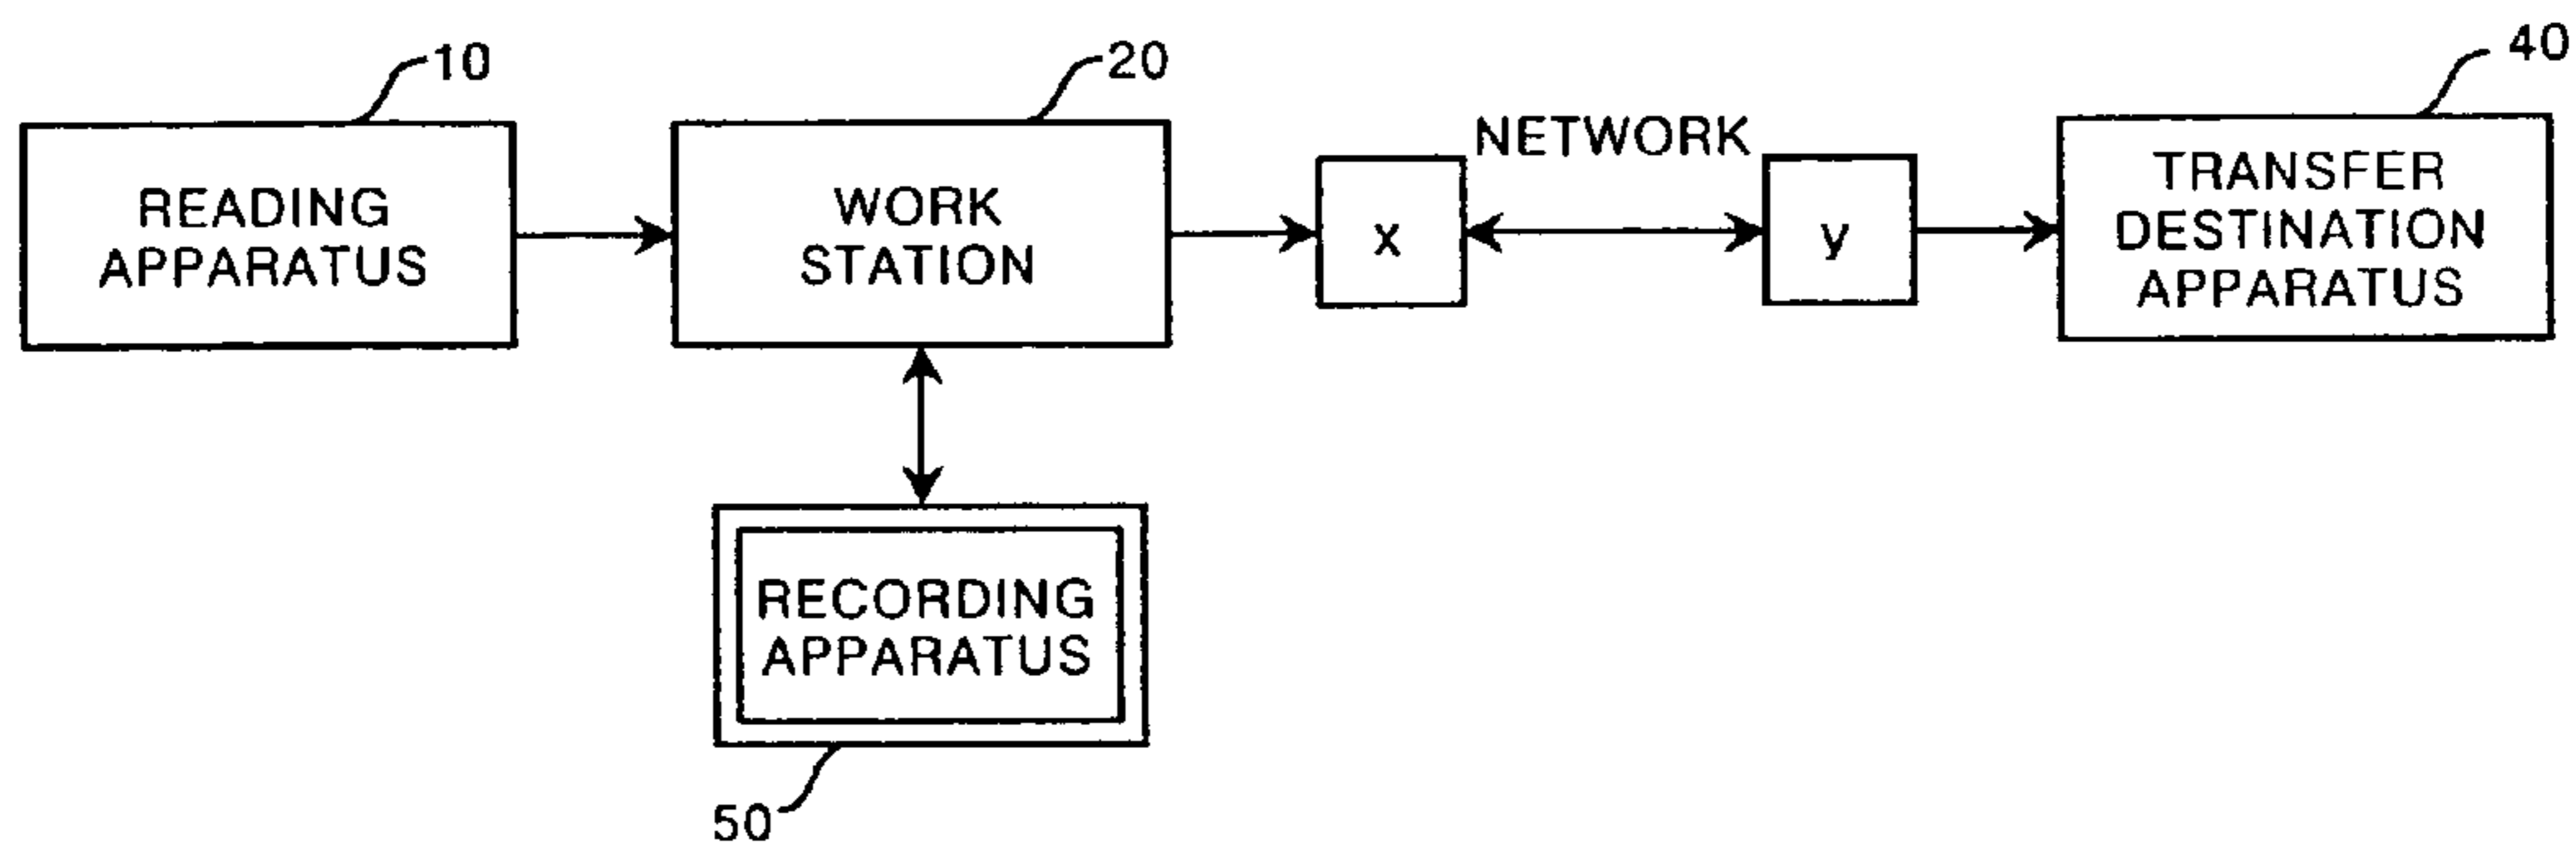 10
20
40
READING
APPARATUS
WORK
STATION
x
NETWORK
y
TRANSFER
DESTINATION
APPARATUS
RECORDING
APPARATUS
50